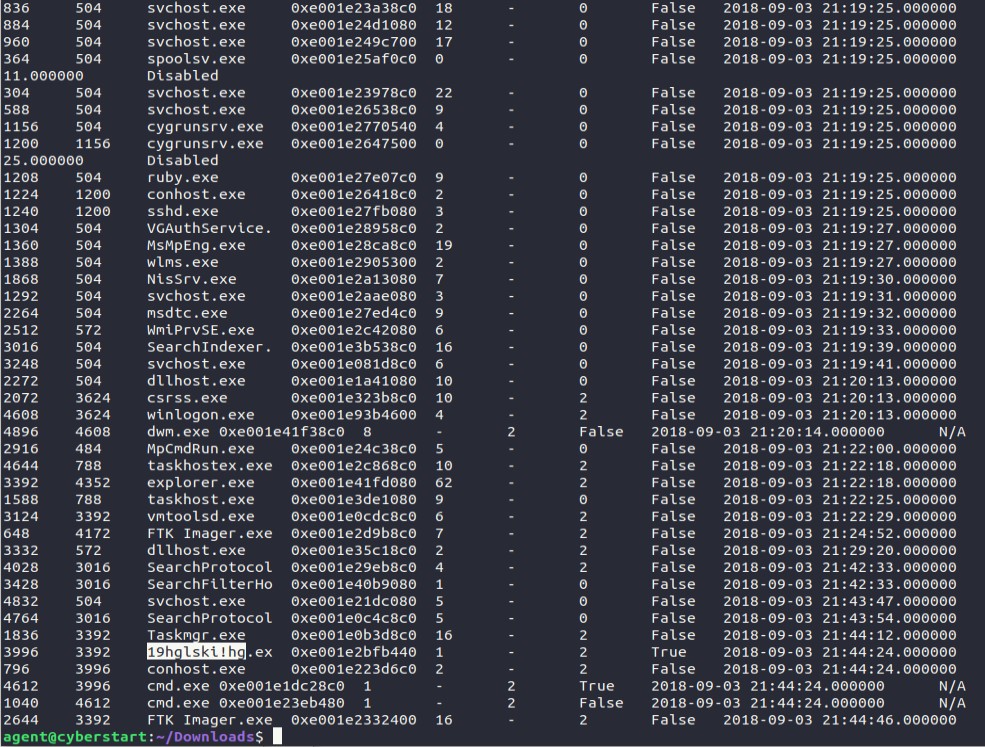 836 504 svchost.exe 0xe001e23a38c0 18 - 0 False 2018-09-03 21:19:25.000000
884 504 svchost.exe 0xe001e24d1080 12 - 0 False 2018-09-03 21:19:25.000000
960 504 svchost.exe 0xe001e249c700 17 - 0 False 2018-09-03 21:19:25.000000
364 504 spoolsv.exe 0xe001e25af0c0 0 - 0 False 2018-09-03 21:19:25.000000
11.000000 Disabled
304 504 svchost.exe 0xe001e23978c0 22 - 0 False 2018-09-03 21:19:25.000000
588 504 svchost.exe 0xe001e26538c0 9 - 0 False 2018-09-03 21:19:25.000000
1156 504 cygrunsrv.exe 0xe001e2770540 4 - 0 False 2018-09-03 21:19:25.000000
1200 1156 cygrunsrv.exe 0xe001e2647500 0 - 0 False 2018-09-03 21:19:25.000000
25.000000 Disabled
1208 504 ruby.exe 0xe001e27e07c0 9 - 0 False 2018-09-03 21:19:25.000000
1224 1200 conhost.exe 0xe001e26418c0 2 - 0 False 2018-09-03 21:19:25.000000
1240 1200 sshd.exe 0xe001e27fb080 3 - 0 False 2018-09-03 21:19:25.000000
1304 504 VGAuthService. 0xe001e28958c0 2 - 0 False 2018-09-03 21:19:27.000000
1360 504 MsMpEng.exe 0xe001e28ca8c0 19 - 0 False 2018-09-03 21:19:27.000000
1388 504 wlms.exe 0xe001e2905300 2 - 0 False 2018-09-03 21:19:27.000000
1868 504 NisSrv.exe 0xe001e2a13080 7 - 0 False 2018-09-03 21:19:30.000000
1292 504 svchost.exe 0xe001e2aae080 3 - 0 False 2018-09-03 21:19:31.000000
2264 504 msdtc.exe 0xe001e27ed4c0 9 - 0 False 2018-09-03 21:19:32.000000
2512 572 WmiPrvSE.exe 0xe001e2c42080 6 - 0 False 2018-09-03 21:19:33.000000
3016 504 SearchIndexer. 0xe001e3b538c0 16 - 0 False 2018-09-03 21:19:39.000000
3248 504 svchost.exe 0xe001e081d8c0 6 - 0 False 2018-09-03 21:19:41.000000
2272 504 dllhost.exe 0xe001e1a41080 10 - 0 False 2018-09-03 21:20:13.000000
2072 3624 csrss.exe 0xe001e323b8c0 10 - 2 False 2018-09-03 21:20:13.000000
4608 3624 winlogon.exe 0xe001e93b4600 4 - 2 False 2018-09-03 21:20:13.000000
4896 4608 dwm.exe 0xe001e41f38c0 8 - 2 False 2018-09-03 21:20:14.000000 N/A
2916 484 MpCmdRun.exe 0xe001e24c38c0 5 - 0 False 2018-09-03 21:22:00.000000
4644 788 taskhostex.exe 0xe001e2c868c0 10 - 2 False 2018-09-03 21:22:18.000000
3392 4352 explorer.exe 0xe001e41fd080 62 - 2 False 2018-09-03 21:22:18.000000
1588 788 taskhost.exe 0xe001e3de1080 9 - 0 False 2018-09-03 21:22:25.000000
3124 3392 vmtoolsd.exe 0xe001e0cdc8c0 6 - 2 False 2018-09-03 21:22:29.000000
648 4172 FTK Imager.exe 0xe001e2d9b8c0 7 - 2 False 2018-09-03 21:24:52.000000
3332 572 dllhost.exe 0xe001e35c18c0 2 - 2 False 2018-09-03 21:29:20.000000
4028 3016 SearchProtocol 0xe001e29eb8c0 4 - 2 False 2018-09-03 21:42:33.000000
3428 3016 SearchFilterHo 0xe001e40b9080 1 - 0 False 2018-09-03 21:42:33.000000
4832 504 svchost.exe 0xe001e21dc080 5 - 0 False 2018-09-03 21:43:47.000000
4764 3016 SearchProtocol 0xe001e0c4c8c0 5 - 0 False 2018-09-03 21:43:54.000000
1836 3392 Taskmgr.exe 0xe001e0b3d8c0 16 - 2 False 2018-09-03 21:44:12.000000
3996 3392 19hqlski!hq.ex 0xe001e2bfb440 1 - 2 True 2018-09-03 21:44:24.000000
796 3996 conhost.exe 0xe001e223d6c0 2 - 2 False 2018-09-03 21:44:24.000000
4612 3996 cmd.exe 0xe001e1dc28c0 1 - 2 True 2018-09-03 21:44:24.000000 N/A
1040 4612 cmd.exe 0xe001e23eb480 1 - 2 False 2018-09-03 21:44:24.000000 N/A
2644 3392 FTK Imager.exe 0xe001e2332400 16 - 2 False 2018-09-03 21:44:46.000000
agent@cyberstart:~/Downloads$